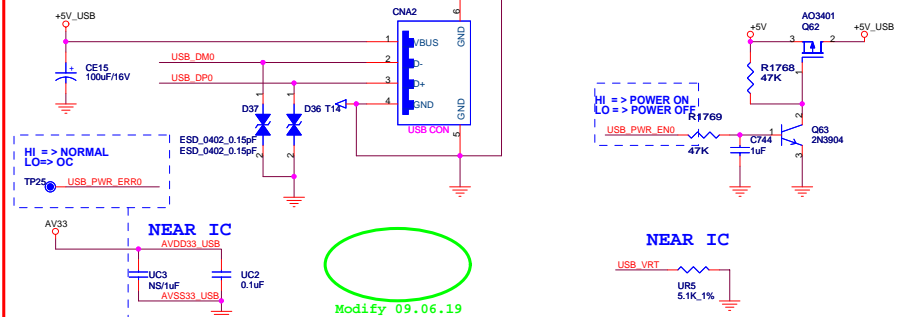 +5V_USB
CE15
100uF/16V
USB_DM0
USB_DP0
1
2
3
4
CNA2
VBUS
D-
D+
GND
6
GND
GND
5
USB CON
T14
1
1
D37
D36
2
2
ESD_0402_0.15pF
ESD_0402_0.15pF
HI = > NORMAL
LO=> OC
TP25
USB_PWR_ERR0
AV33
NEAR IC
AVDD33_USB
UC3
NS/1uF
UC2
0.1uF
AVSS33_USB
Modify 09.06.19
+5V
AO3401
Q62
+5V_USB
3
2
1
R1768
47K
HI = > POWER ON
LO = > POWER OFF
USB_PWR_EN0
R1769
47K
C744
1uF
1
2
3
Q63
2N3904
NEAR IC
USB_VRT
UR5
5.1K_1%